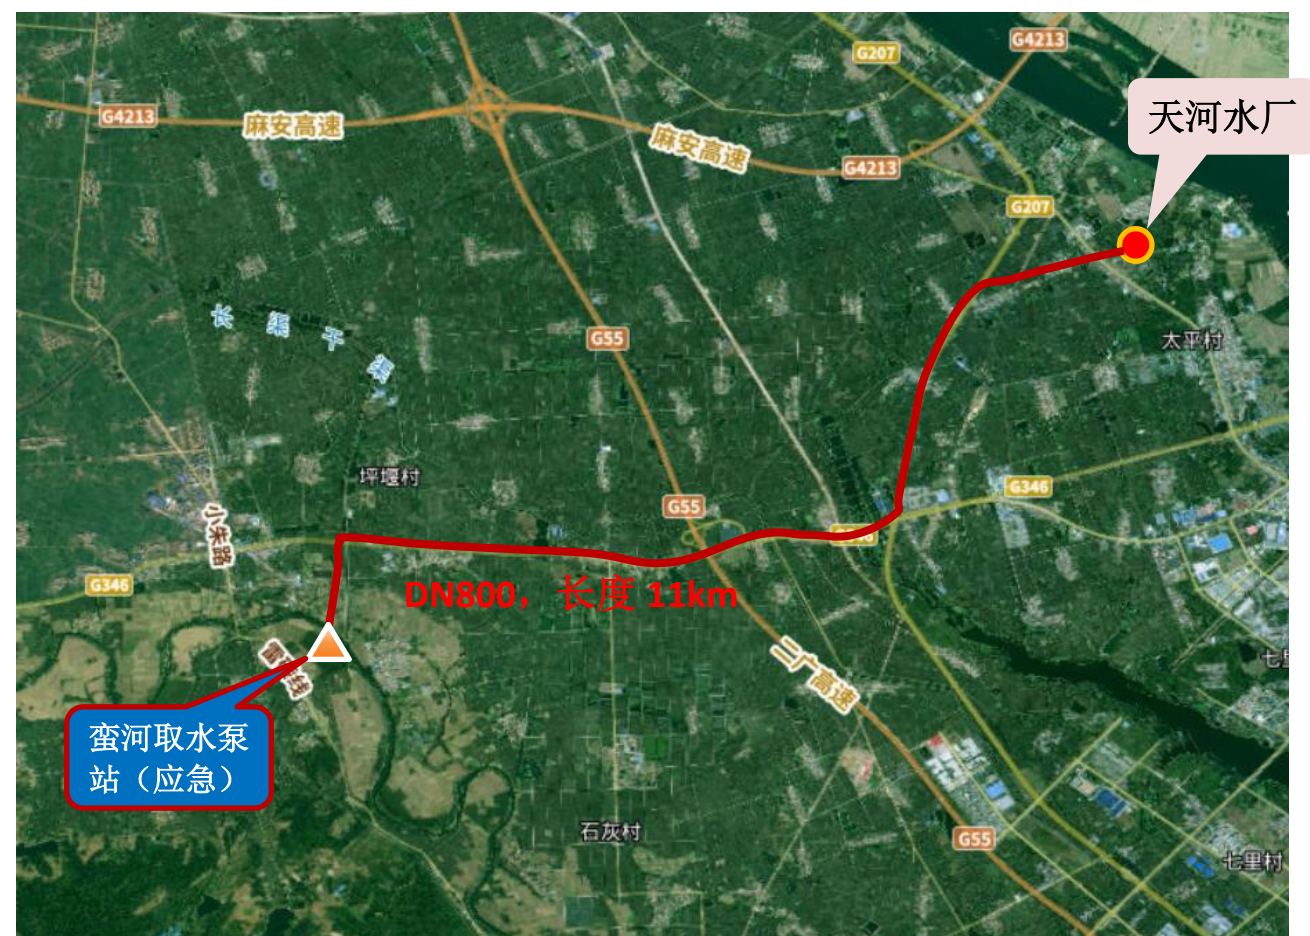 G4213
G207
G4213
麻安高速
麻安高速
G4213
天河水厂
G207
长渠干渠
G55
太平村
坪堰村
G55
G346
小朱路
G346
DN800，长度 11km
二广高速
蛮河取水泵
站（应急）
石灰村
G55
七里村